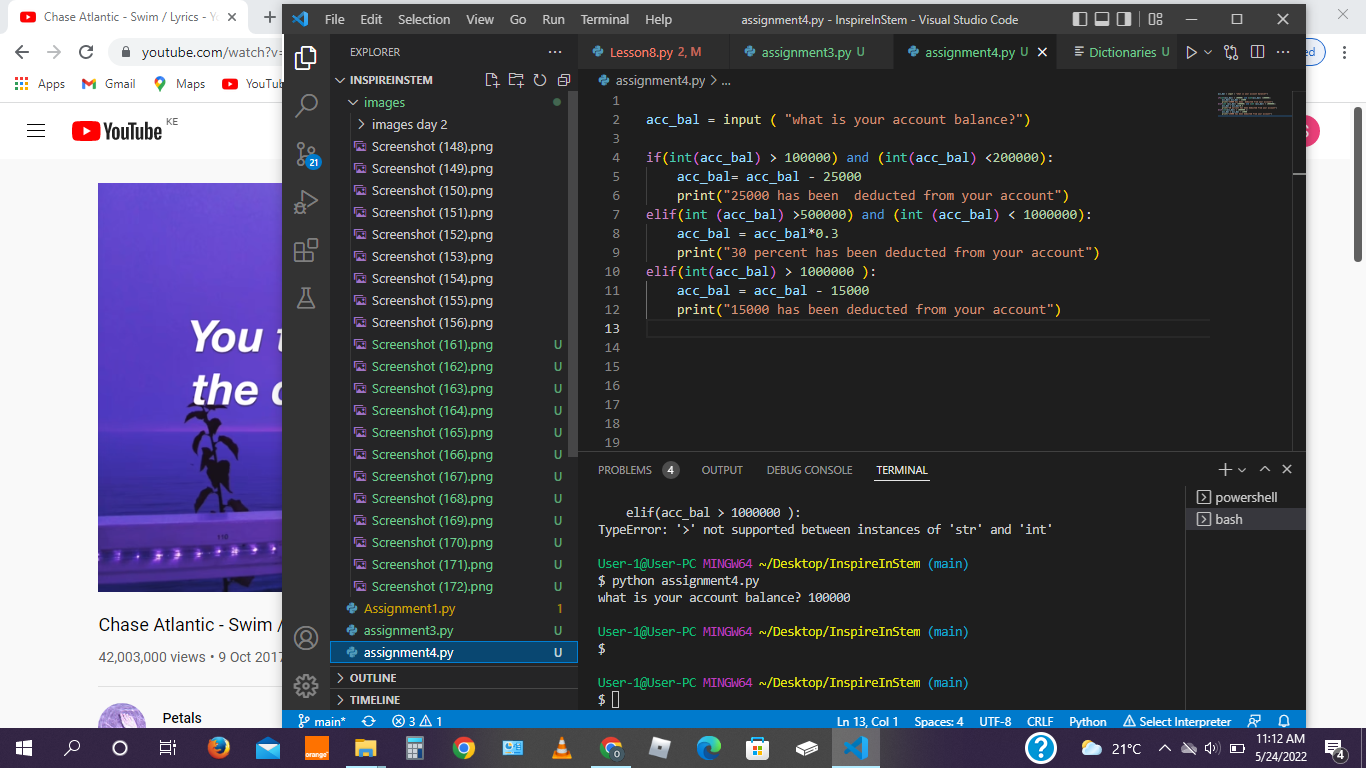 Chase Atlantic - Swim / Lyrics - Y
youtube.com/watch?v=
Apps
Gmail
Maps
YouTub
YouTube KE
You t
the c
Chase Atlantic - Swim /
42,003,000 views • 9 Oct 2017
Petals
File Edit Selection View Go Run Terminal Help
assignment4.py - InspireInStem - Visual Studio Code
EXPLORER
INSPIREINSTEM
images
images day 2
Screenshot (148).png
Screenshot (149).png
Screenshot (150).png
Screenshot (151).png
Screenshot (152).png
Screenshot (153).png
Screenshot (154).png
Screenshot (155).png
Screenshot (156).png
Screenshot (161).png U
Screenshot (162).png U
Screenshot (163).png U
Screenshot (164).png U
Screenshot (165).png U
Screenshot (166).png U
Screenshot (167).png U
Screenshot (168).png U
Screenshot (169).png U
Screenshot (170).png U
Screenshot (171).png U
Screenshot (172).png U
Assignment1.py 1
assignment3.py U
assignment4.py U
OUTLINE
TIMELINE
21
Lesson8.py 2, M
assignment3.py U
assignment4.py U
Dictionaries U
assignment4.py > ...
1
2 acc_bal = input ( "what is your account balance?")
3
4 if(int(acc_bal) > 100000) and (int(acc_bal) <200000):
5 acc_bal= acc_bal - 25000
6 print("25000 has been  deducted from your account")
7 elif(int (acc_bal) >500000) and (int (acc_bal) < 1000000):
8 acc_bal = acc_bal*0.3
9 print("30 percent has been deducted from your account")
10 elif(int(acc_bal) > 1000000 ):
11 acc_bal = acc_bal - 15000
12 print("15000 has been deducted from your account")
13
14
15
16
17
18
19
PROBLEMS 4 OUTPUT DEBUG CONSOLE TERMINAL
elif(acc_bal > 1000000 ):
TypeError: '>' not supported between instances of 'str' and 'int'
User-1@User-PC MINGW64 ~/Desktop/InspireInStem (main)
$ python assignment4.py
what is your account balance? 100000
User-1@User-PC MINGW64 ~/Desktop/InspireInStem (main)
$
User-1@User-PC MINGW64 ~/Desktop/InspireInStem (main)
$
powershell
bash
main* 3 1 Ln 13, Col 1 Spaces: 4 UTF-8 CRLF Python Select Interpreter
orange
21°C
11:12 AM
5/24/2022
4